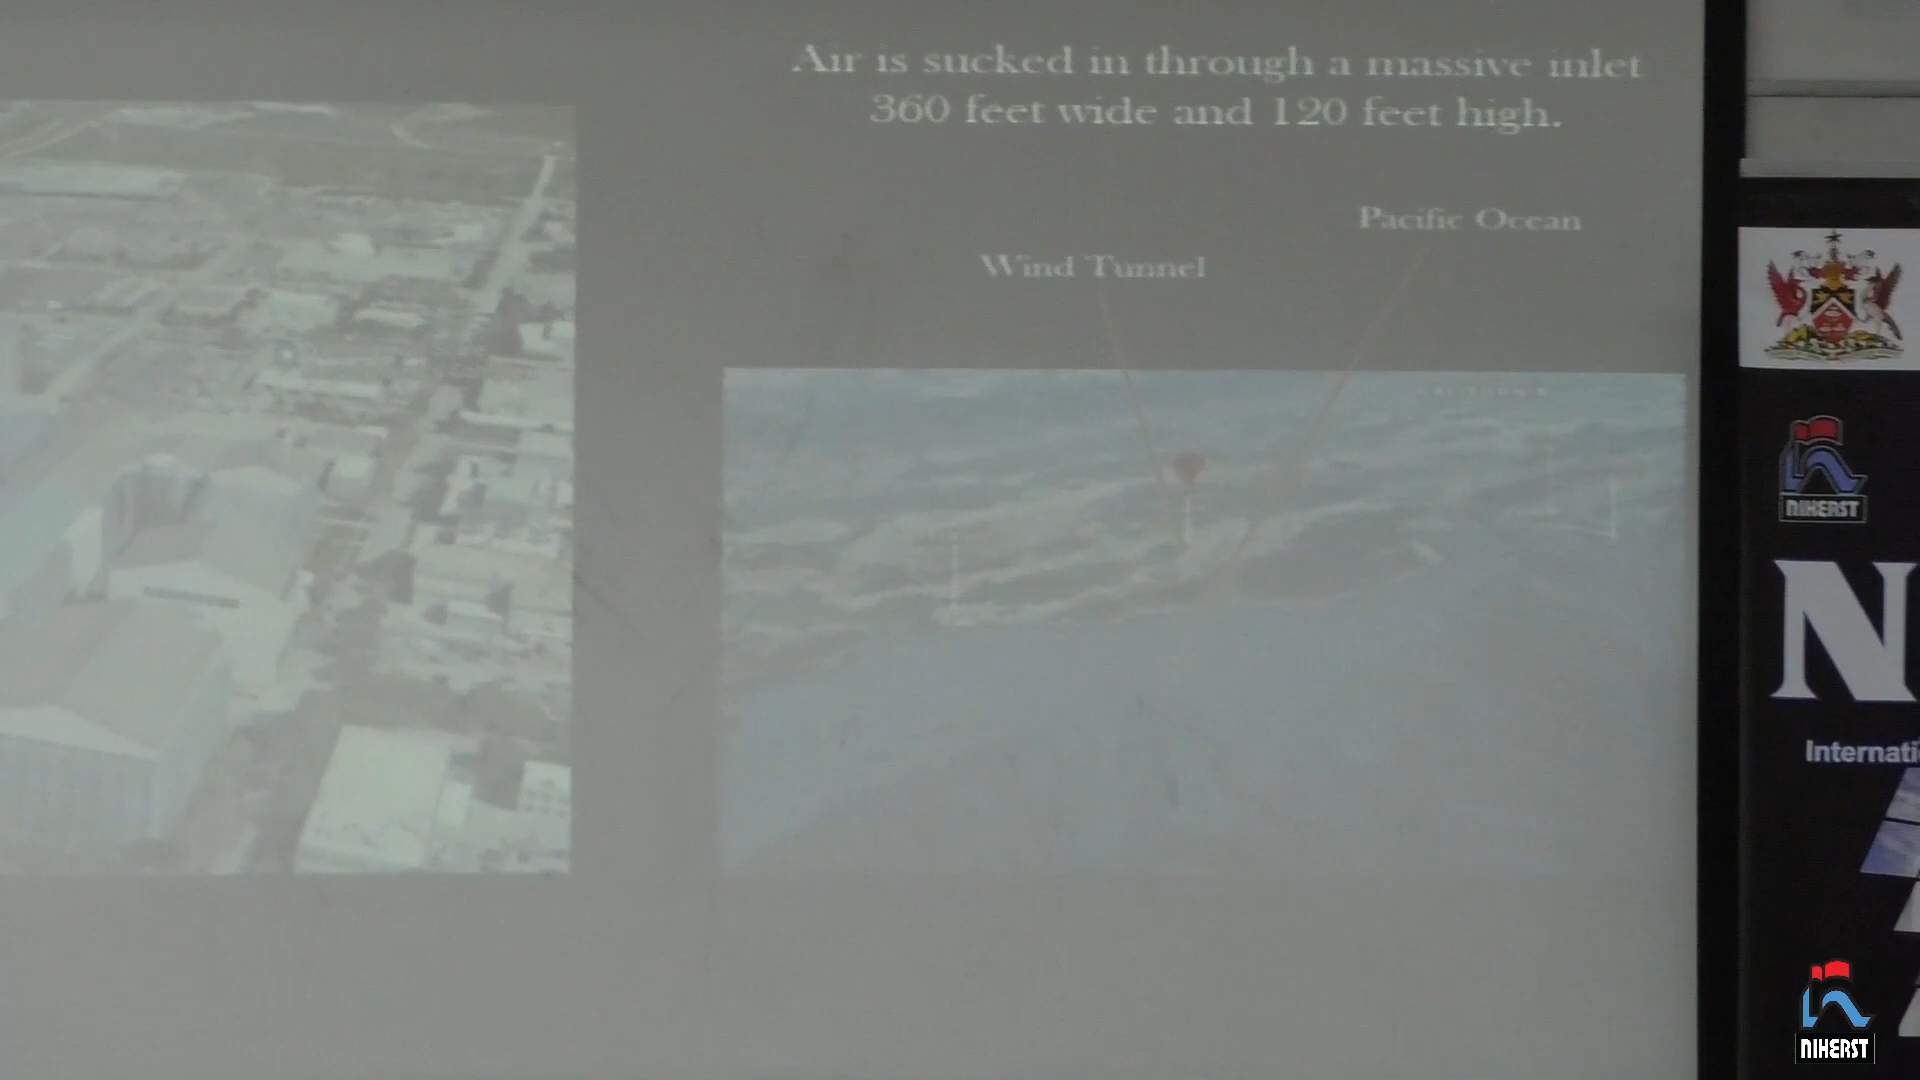 Air is sucked in through a massive inlet
360 feet wide and 120 feet high.
Pacific Ocean
Wind Tunnel
NIHERST
N
Internati
NIHERST